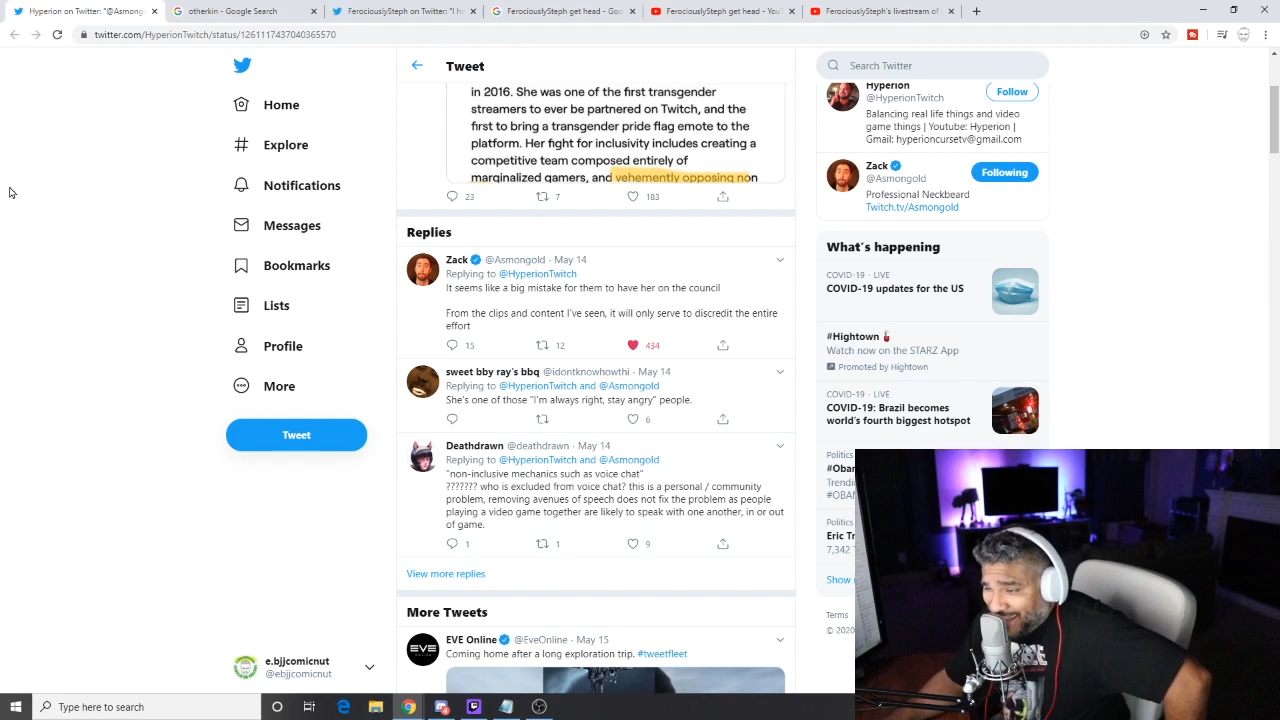 Hyperion on Twitter: "@Asmong
otherkin - Google Search
FerociouslySteph on Twitter: "I h
FerociouslySteph get head - Goo
FerociouslySteph get head - You
FerociouslySteph's livestream of
twitter.com/HyperionTwitch/status/1261117437040365570
Home
Explore
Notifications
Messages
Bookmarks
Lists
Profile
More
Tweet
e.bjjcomicnut
@ebjjcomicnut
Tweet
in 2016. She was one of the first transgender
streamers to ever be partnered on Twitch, and the
first to bring a transgender pride flag emote to the
platform. Her fight for inclusivity includes creating a
competitive team composed entirely of
marginalized gamers, and vehemently opposing non
23 7 183
Replies
Zack @Asmongold · May 14
Replying to @HyperionTwitch
It seems like a big mistake for them to have her on the council
From the clips and content I've seen, it will only serve to discredit the entire
effort
15 12 434
sweet bby ray's bbq @idontknowhowthi · May 14
Replying to @HyperionTwitch and @Asmongold
She's one of those "I'm always right, stay angry" people.
6
Deathdrawn @deathdrawn · May 14
Replying to @HyperionTwitch and @Asmongold
"non-inclusive mechanics such as voice chat"
??????? who is excluded from voice chat? this is a personal / community
problem, removing avenues of speech does not fix the problem as people
playing a video game together are likely to speak with one another, in or out
of game.
1 1 9
View more replies
More Tweets
EVE Online @EveOnline · May 15
Coming home after a long exploration trip. #tweetfleet
EVE
Search Twitter
Hyperion
@HyperionTwitch
Follow
Balancing real life things and video
game things | Youtube: Hyperion |
Gmail: hyperioncursetv@gmail.com
Zack
@Asmongold
Following
Professional Neckbeard
Twitch.tv/Asmongold
What's happening
COVID-19 · LIVE
COVID-19 updates for the US
#Hightown
Watch now on the STARZ App
Promoted by Hightown
COVID-19 · LIVE
COVID-19: Brazil becomes
world's fourth biggest hotspot
Politics
#Oba
Trendin
#OBA
Politics
Eric Tr
7,342
Show
Terms
© 2020
Type here to search